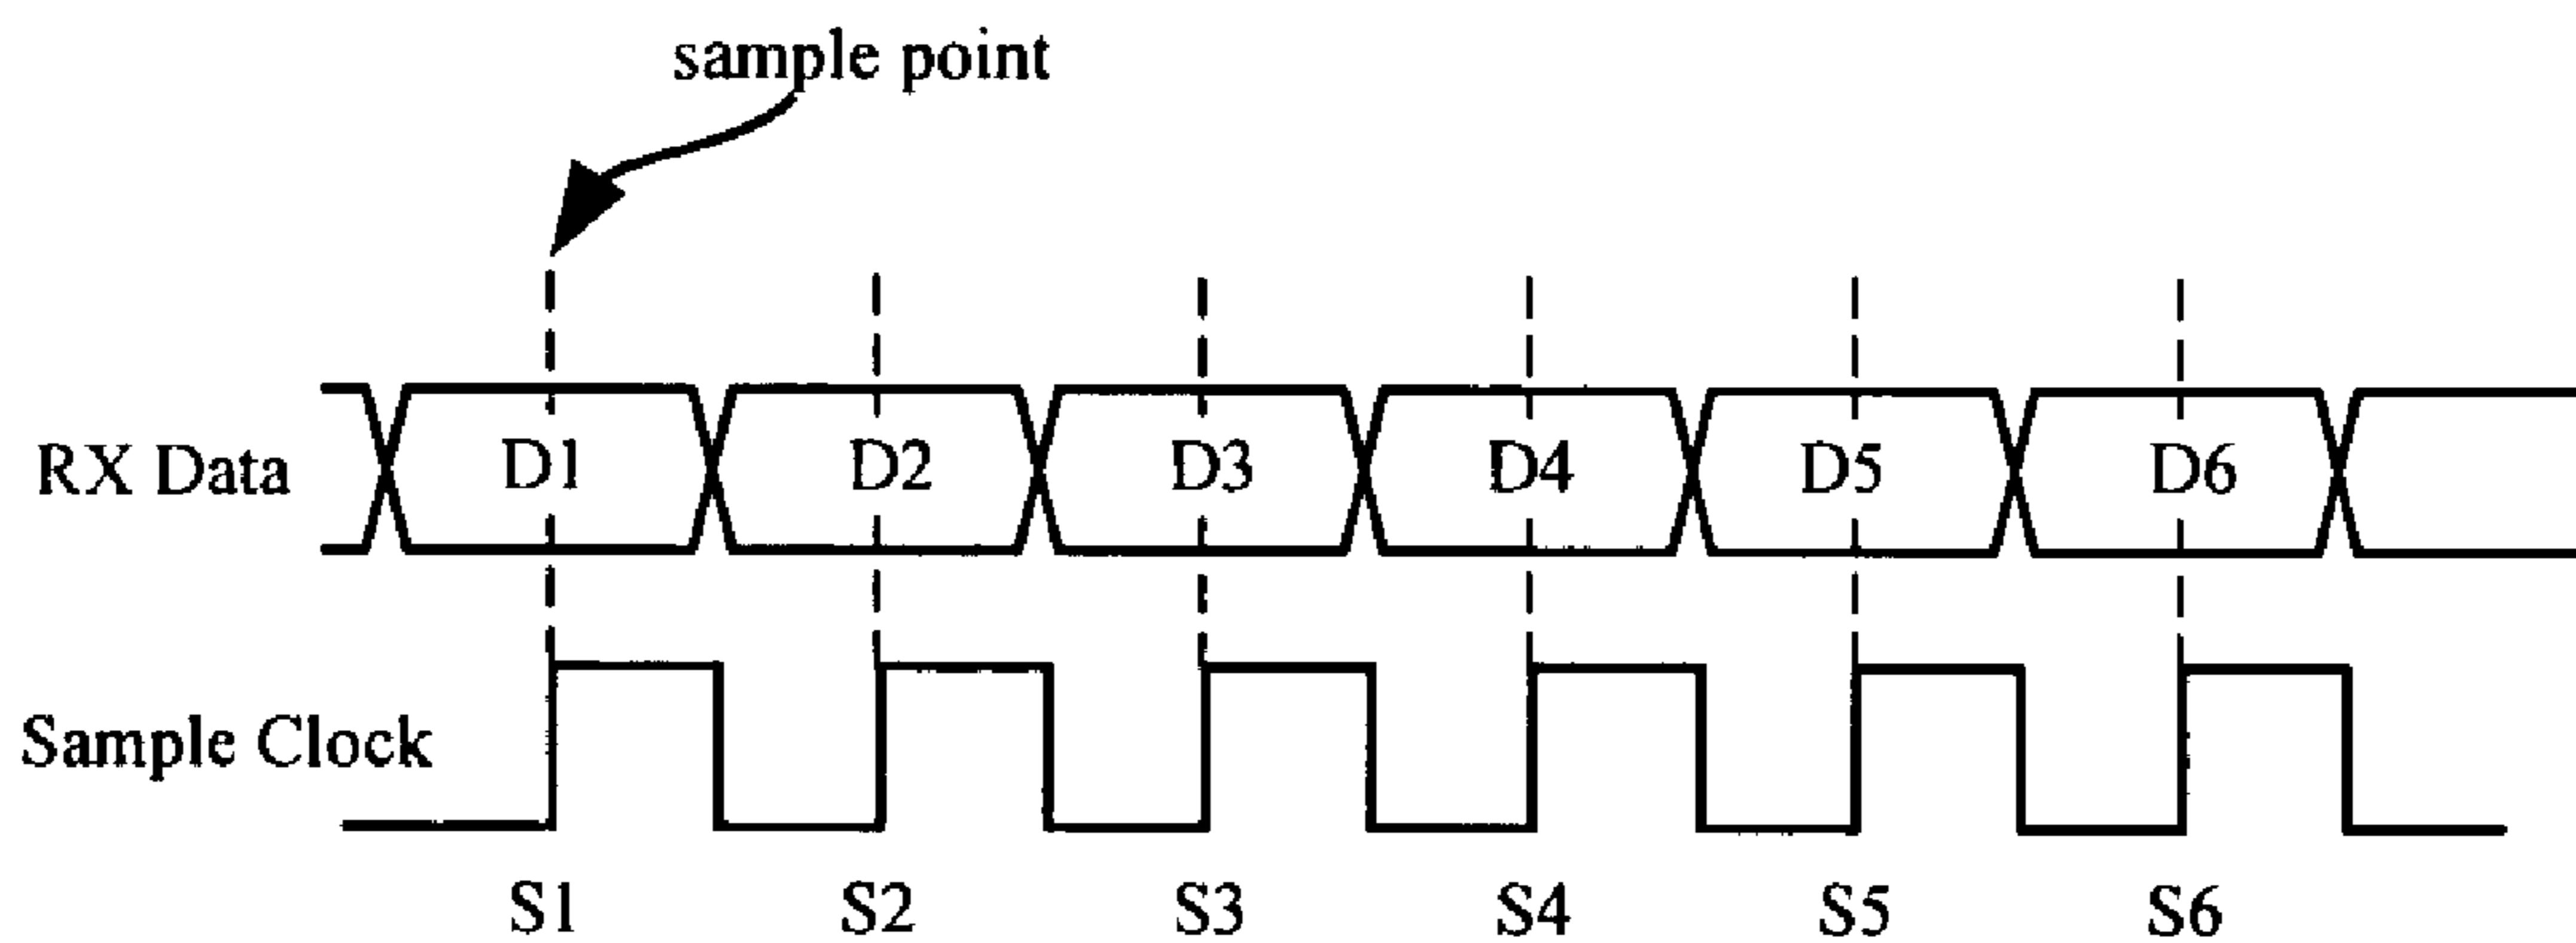 sample point
RX Data D1 D2 D3 D4 D5 D6
Sample Clock
S1 S2 S3 S4 S5 S6